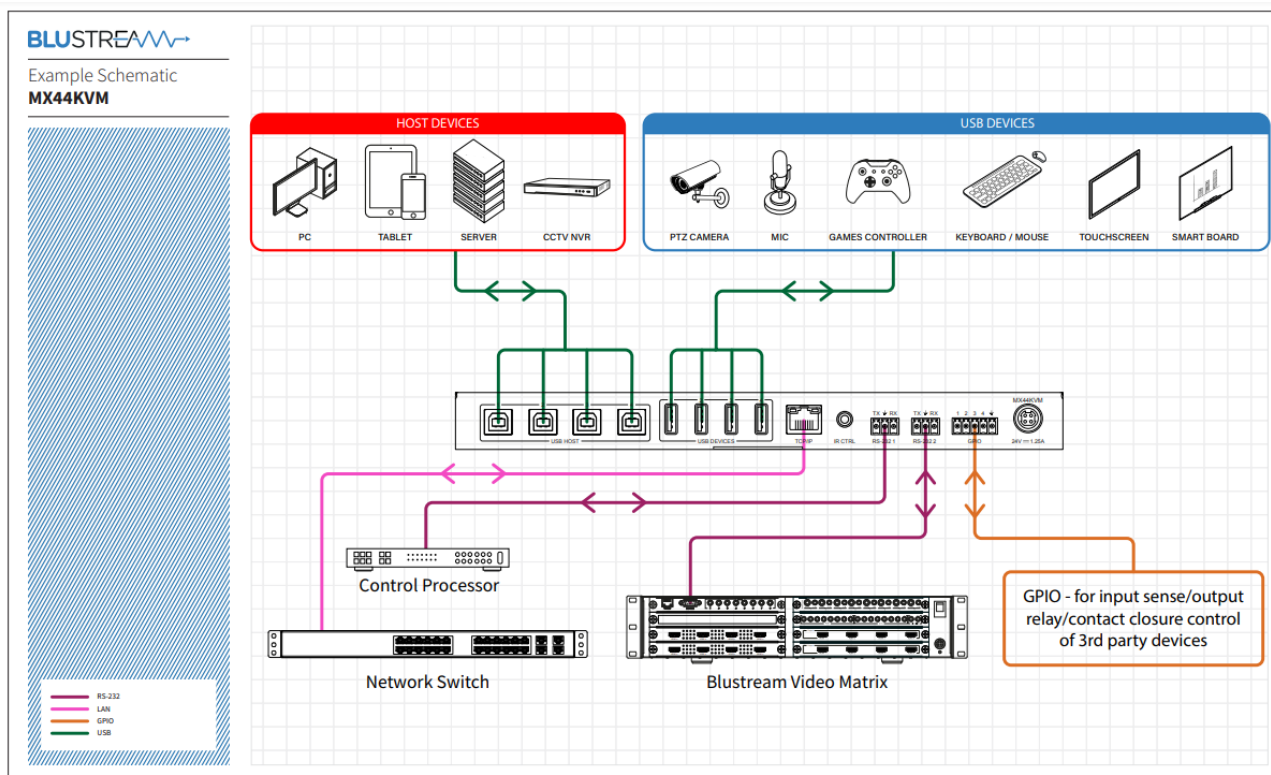 BLUSTREAM
Example Schematic
MX44KVM
HOST DEVICES
PC
TABLET
SERVER
CCTV NVR
USB DEVICES
PTZ CAMERA
MIC
GAMES CONTROLLER
KEYBOARD / MOUSE
TOUCHSCREEN
SMART BOARD
USB HOST
USB DEVICES
TCP/IP
IR CTRL
TX RX
RS-232 1
TX RX
RS-232 2
1 2 3 4
GPIO
MX44KVM
24V 1.25A
Control Processor
Network Switch
Blustream Video Matrix
GPIO - for input sense/output
relay/contact closure control
of 3rd party devices
RS-232
LAN
GPIO
USB